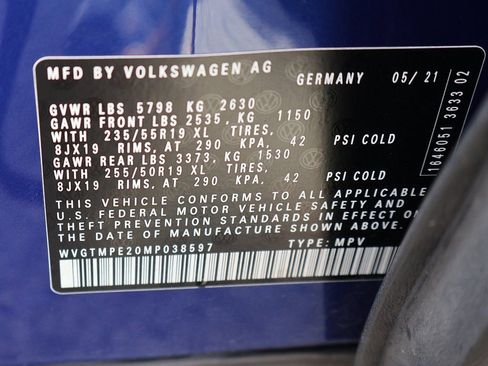 MFD BY VOLKSWAGEN AG GERMANY 05/21
GVWR LBS 5798 KG 2630
GAWR FRONT LBS 2535, KG 1150
WITH 235/55R19 XL TIRES,
8JX19 RIMS, AT 290 KPA, 42 PSI COLD
GAWR REAR LBS 3373, KG 1530
WITH 255/50R19 XL TIRES,
8JX19 RIMS, AT 290 KPA, 42 PSI COLD
THIS VEHICLE CONFORMS TO ALL APPLICABLE
U.S. FEDERAL MOTOR VEHICLE SAFETY AND
THEFT PREVENTION STANDARDS IN EFFECT ON
THE DATE OF MANUFACTURE SHOWN ABOVE.
WVGTMPE20MP038597 TYPE: MPV
1646051 3633 02